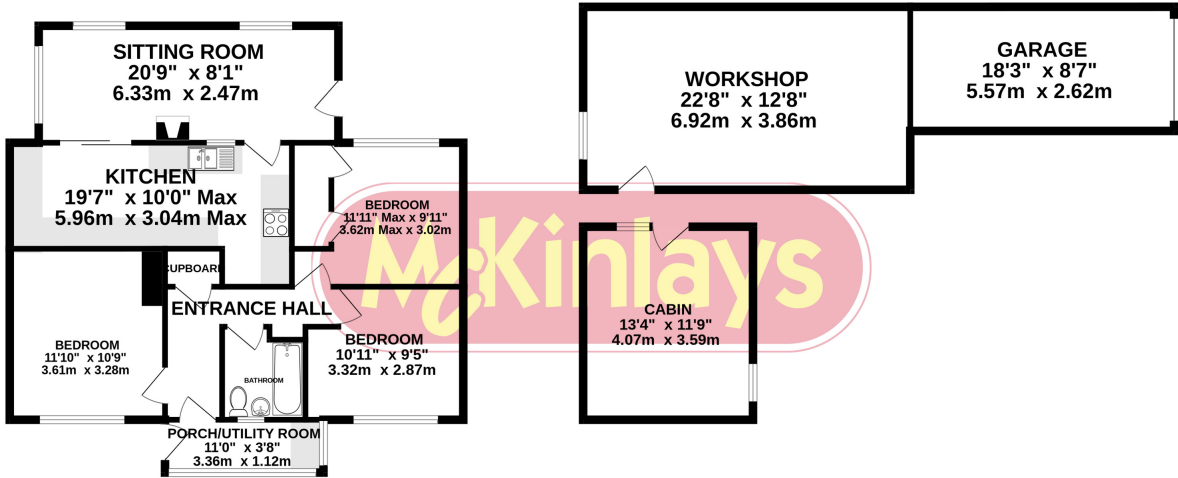 SITTING ROOM
20'9" x 8'1"
6.33m x 2.47m
KITCHEN
19'7" x 10'0" Max
5.96m x 3.04m Max
BEDROOM
11'11" Max x 9'11"
3.62m Max x 3.02m
CUPBOARD
ENTRANCE HALL
BEDROOM
11'10" x 10'9"
3.61m x 3.28m
BATHROOM
BEDROOM
10'11" x 9'5"
3.32m x 2.87m
PORCH/UTILITY ROOM
11'0" x 3'8"
3.36m x 1.12m
WORKSHOP
22'8" x 12'8"
6.92m x 3.86m
GARAGE
18'3" x 8'7"
5.57m x 2.62m
McKinlays
CABIN
13'4" x 11'9"
4.07m x 3.59m